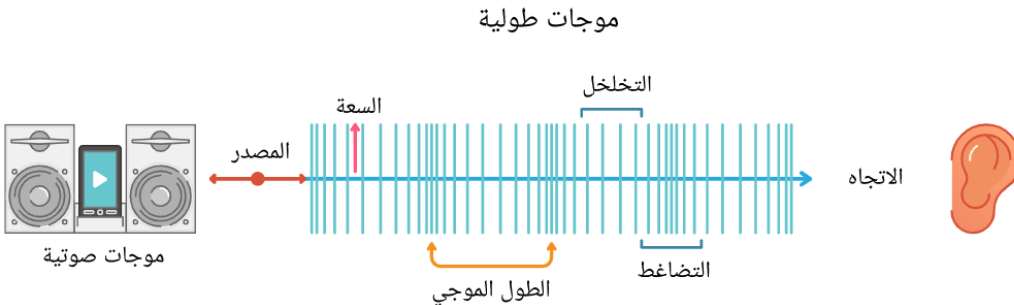 موجات طولية
التخلخل
السعة
المصدر
الاتجاه
موجات صوتية
التضاغط
الطول الموجي